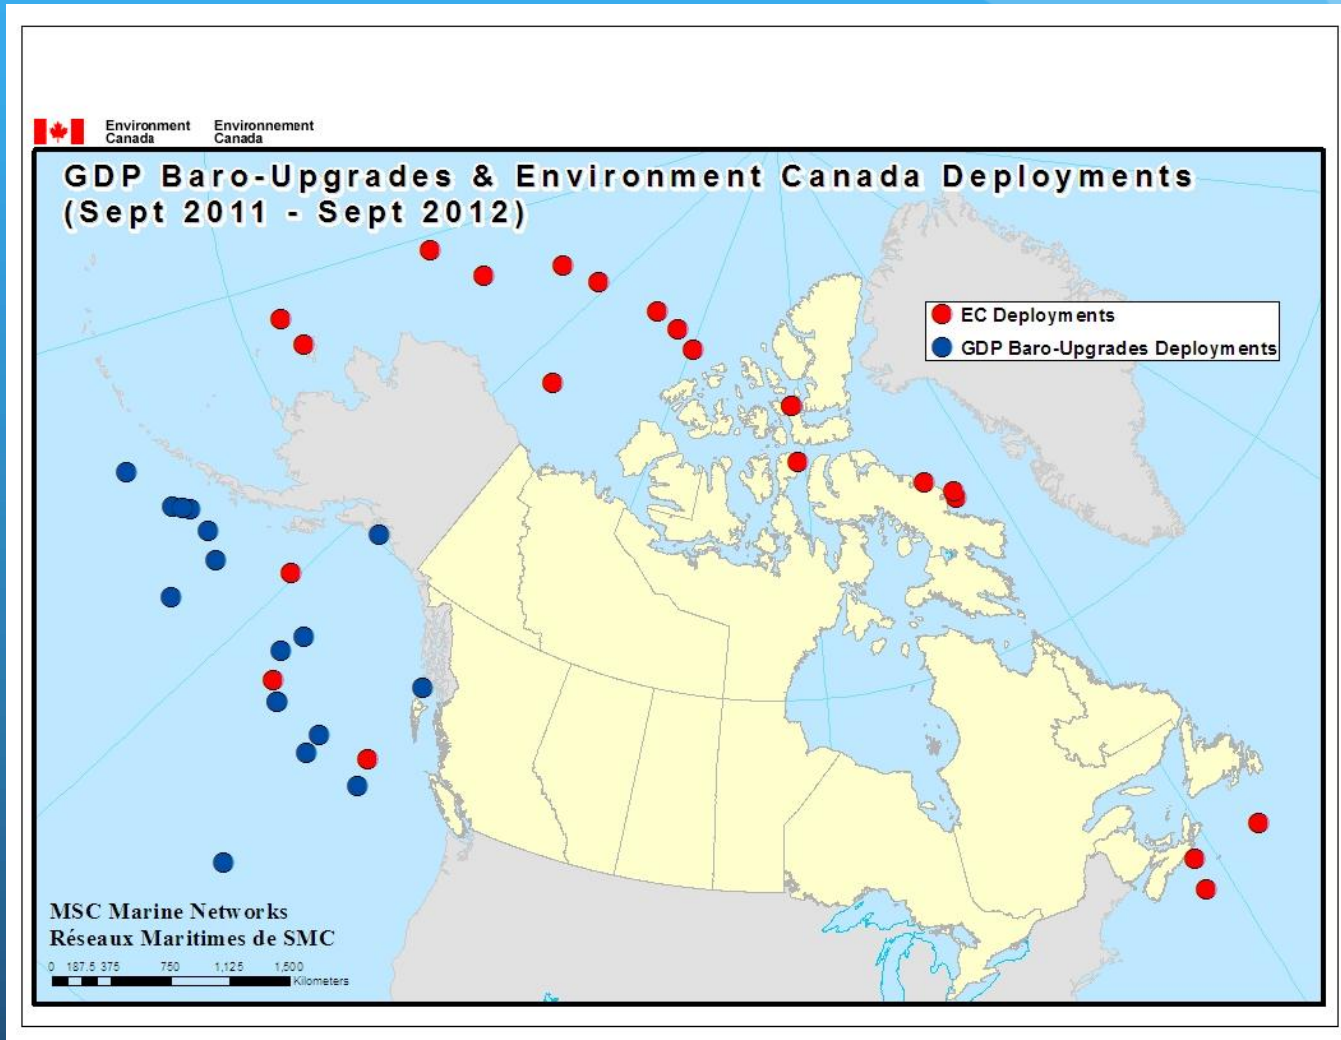 Environment Environnement
Canada Canada
GDP Baro-Upgrades & Environment Canada Deployments
(Sept 2011 - Sept 2012)
EC Deployments
GDP Baro-Upgrades Deployments
MSC Marine Networks
Réseaux Maritimes de SMC
0 187.5 375 750 1,125 1,500
Kilometers